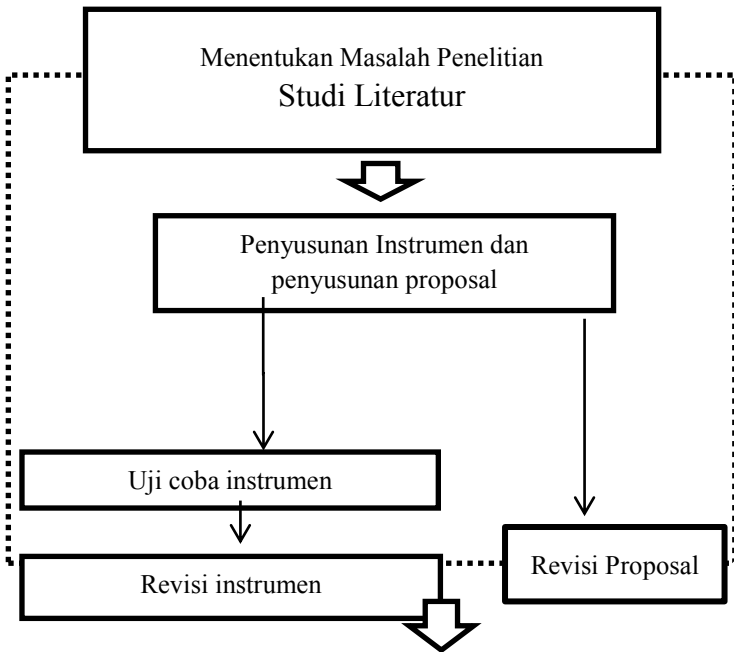 Menentukan Masalah Penelitian
Studi Literatur
Penyusunan Instrumen dan
penyusunan proposal
Uji coba instrumen
Revisi instrumen
Revisi Proposal